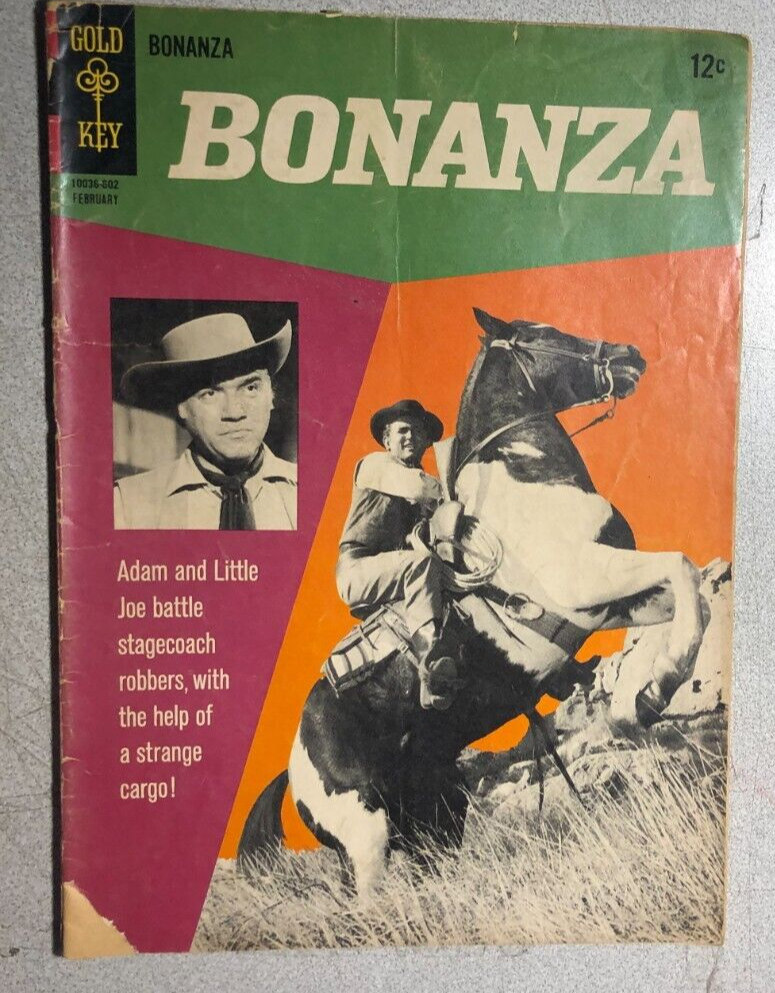 GOLD
KEY
BONANZA
12c
BONANZA
10036-602
FEBRUARY
Adam and Little
Joe battle
stagecoach
robbers, with
the help of
a strange
cargo!